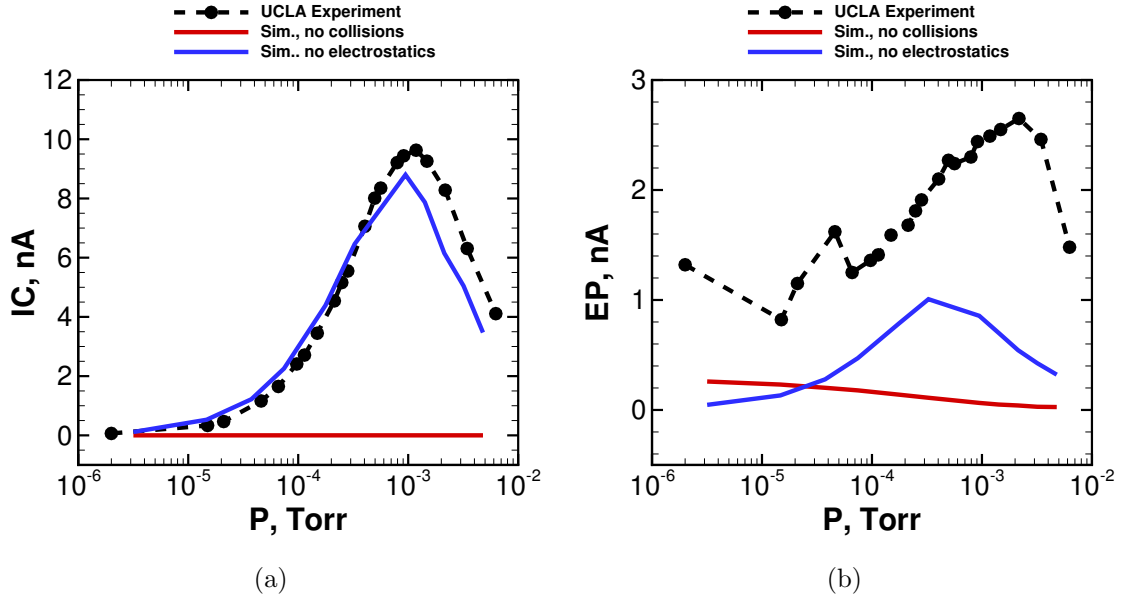 UCLA Experiment
Sim., no collisions
Sim.. no electrostatics
12
10
8
6
4
2
0
IC, nA
10⁻⁶ 10⁻⁵ 10⁻⁴ 10⁻³ 10⁻²
P, Torr
(a)
UCLA Experiment
Sim., no collisions
Sim., no electrostatics
3
2
1
0
EP, nA
10⁻⁶ 10⁻⁵ 10⁻⁴ 10⁻³ 10⁻²
P, Torr
(b)